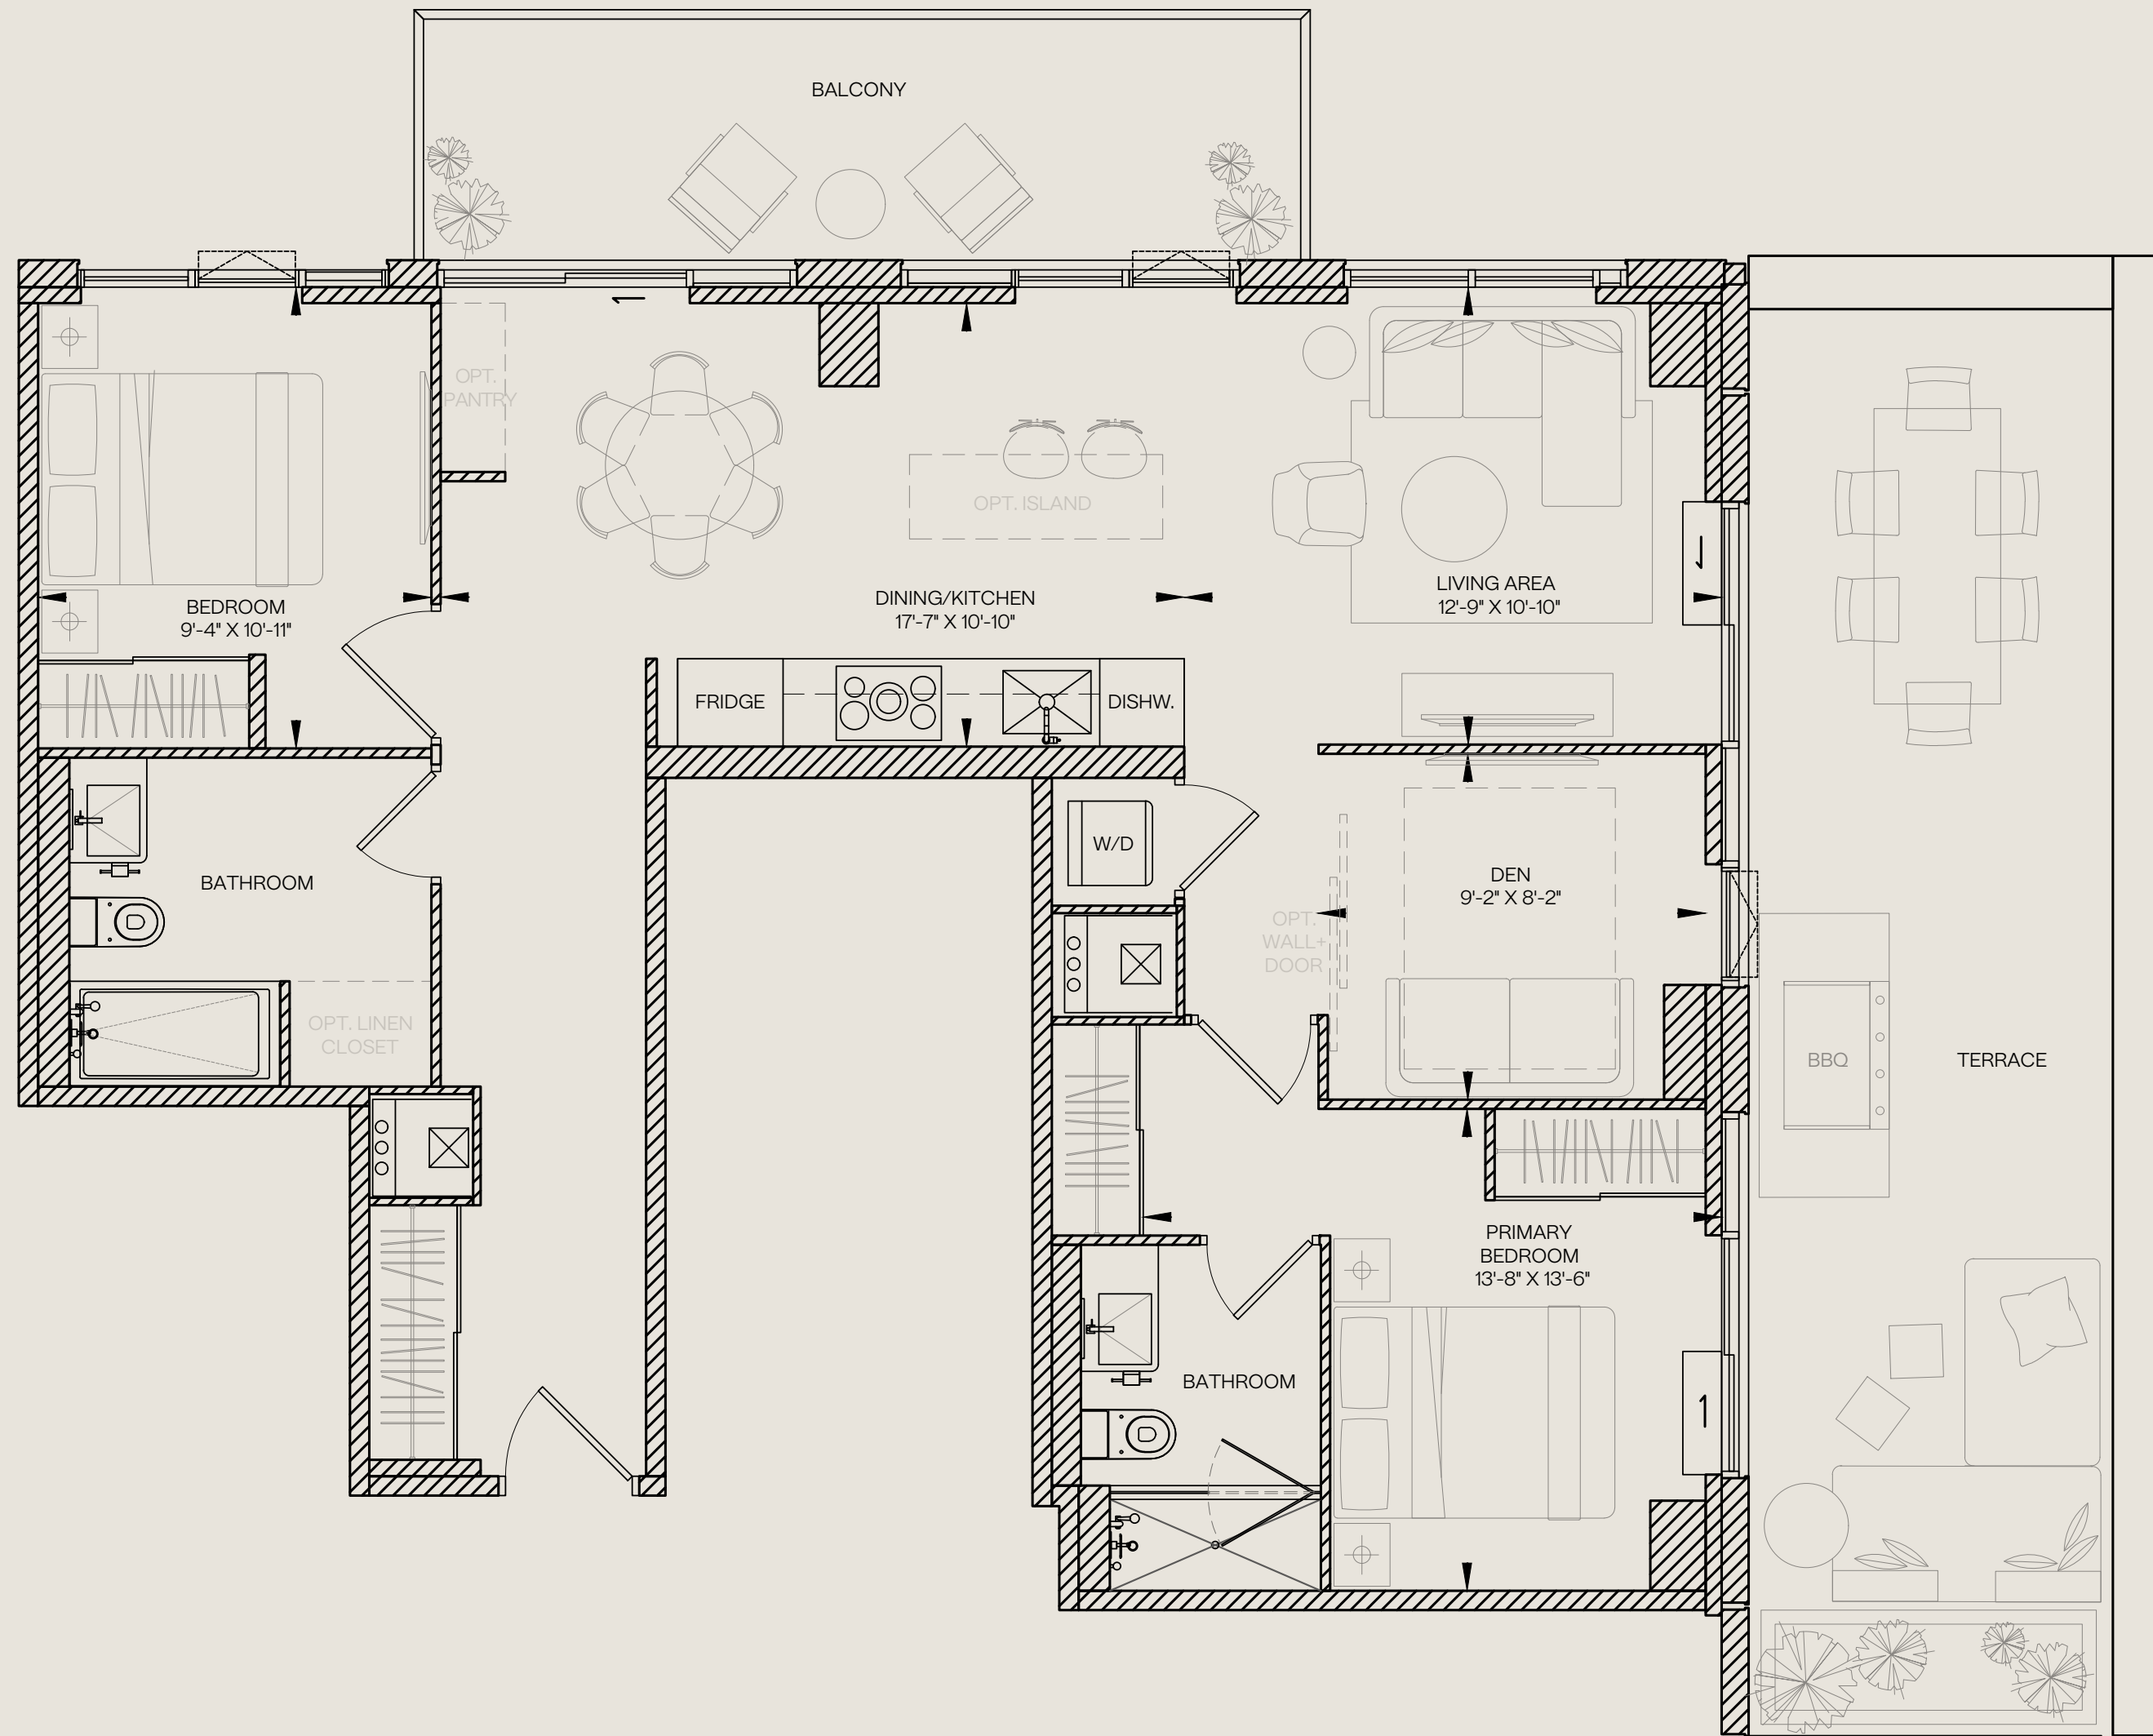 BALCONY
OPT.
PANTRY
OPT. ISLAND
BEDROOM
9'-4" X 10'-11"
DINING/KITCHEN
17'-7" X 10'-10"
LIVING AREA
12'-9" X 10'-10"
FRIDGE
DISHW.
W/D
BATHROOM
DEN
9'-2" X 8'-2"
OPT.
WALL+
DOOR
OPT. LINEN
CLOSET
BBQ
TERRACE
PRIMARY
BEDROOM
13'-8" X 13'-6"
BATHROOM